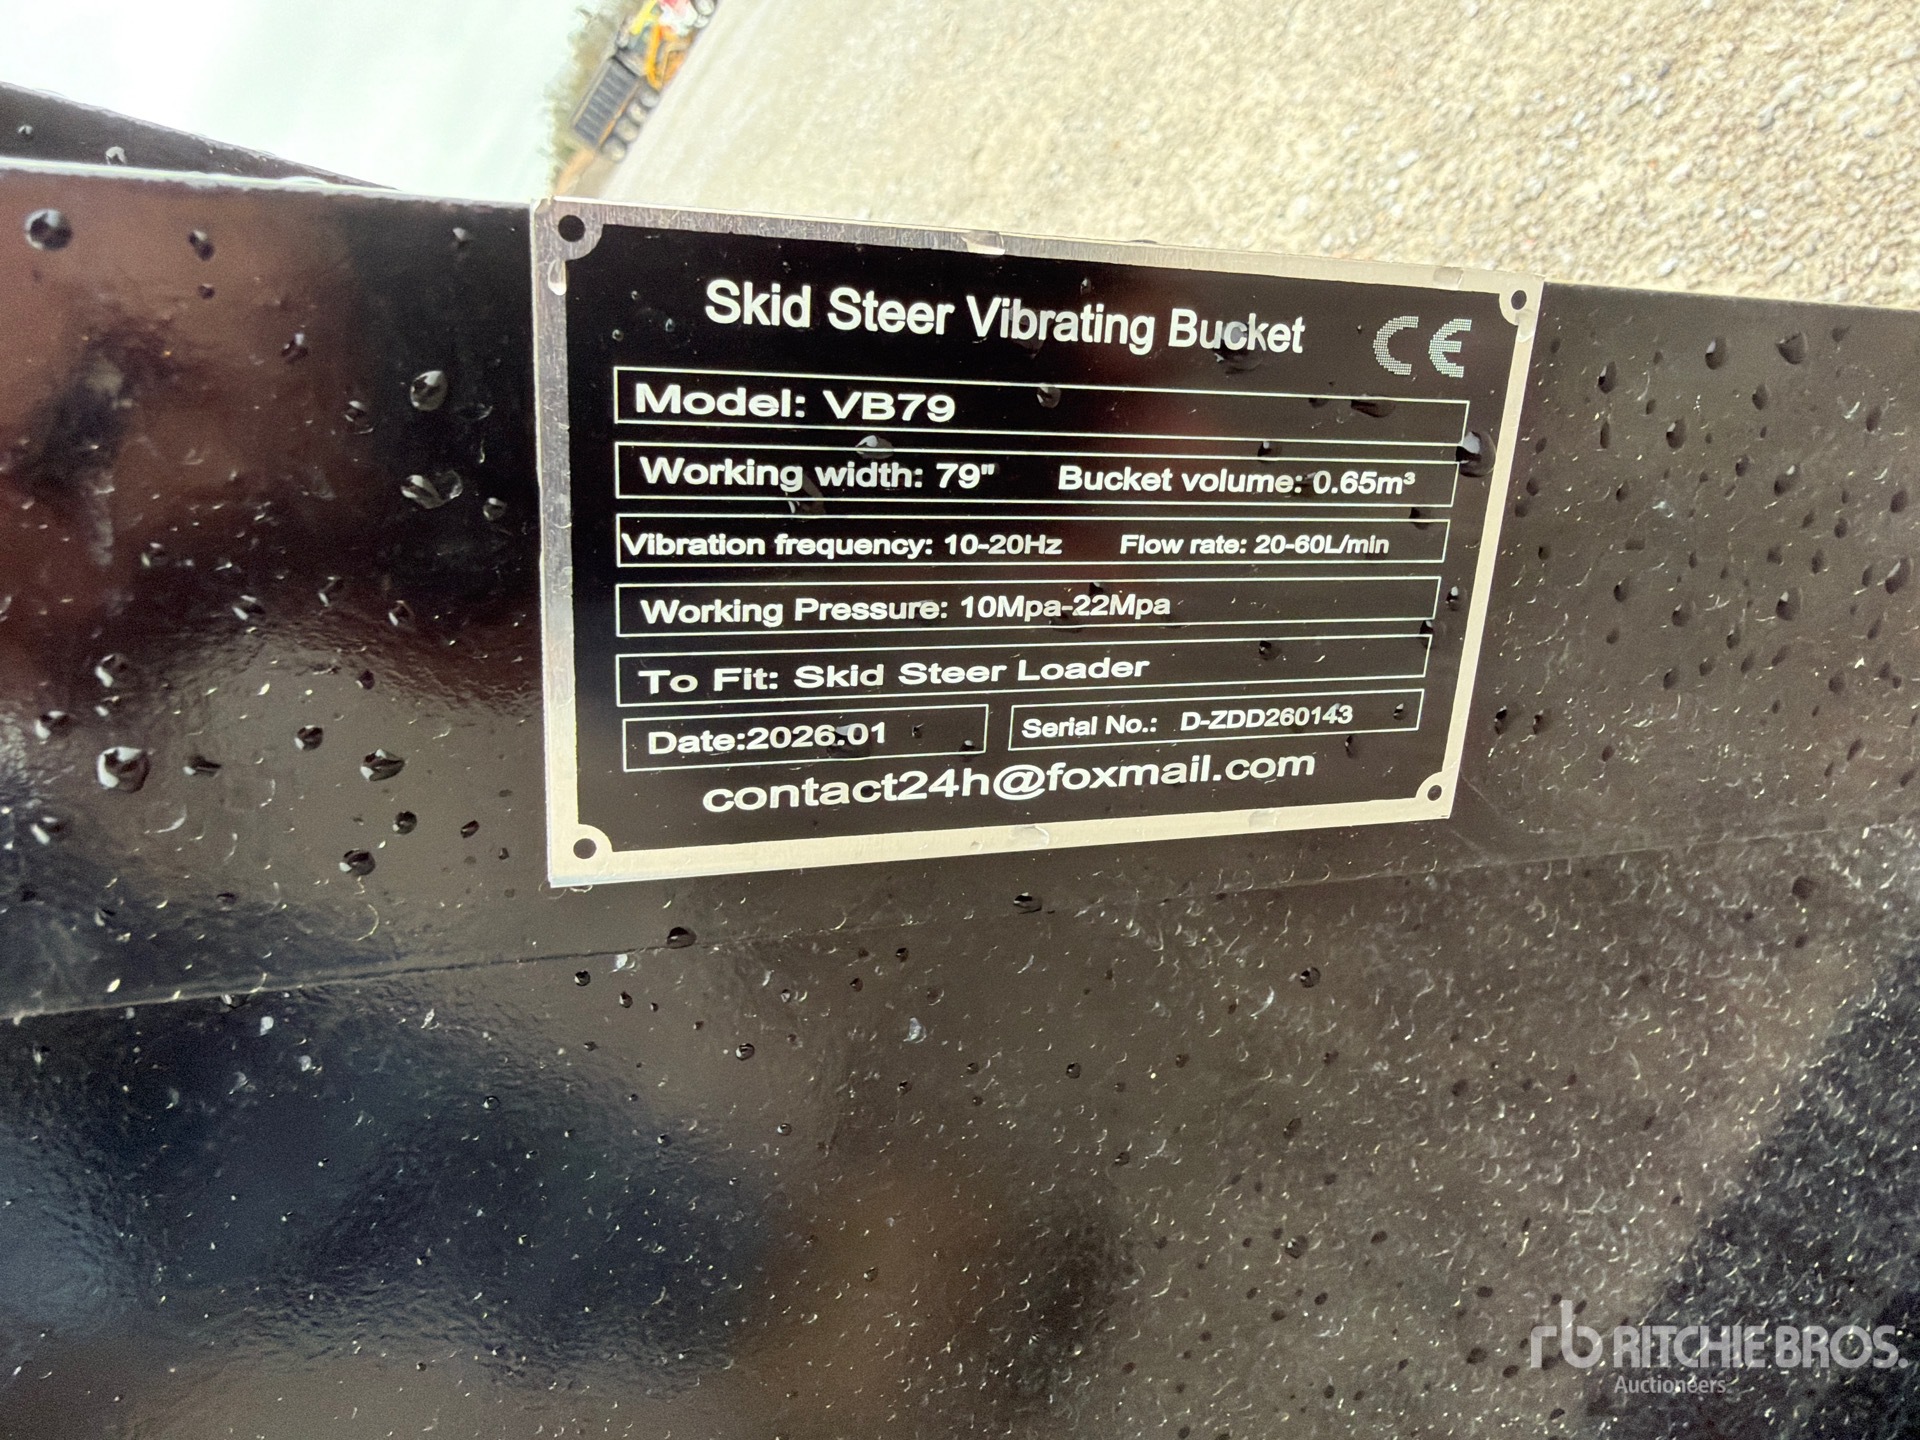 Skid Steer Vibrating Bucket CE
Model: VB79
Working width: 79" Bucket volume: 0.65m³
Vibration frequency: 10-20Hz Flow rate: 20-60L/min
Working Pressure: 10Mpa-22Mpa
To Fit: Skid Steer Loader
Date:2026.01 Serial No.: D-ZDD260143
contact24h@foxmail.com
rb RITCHIE BROS.
Auctioneers